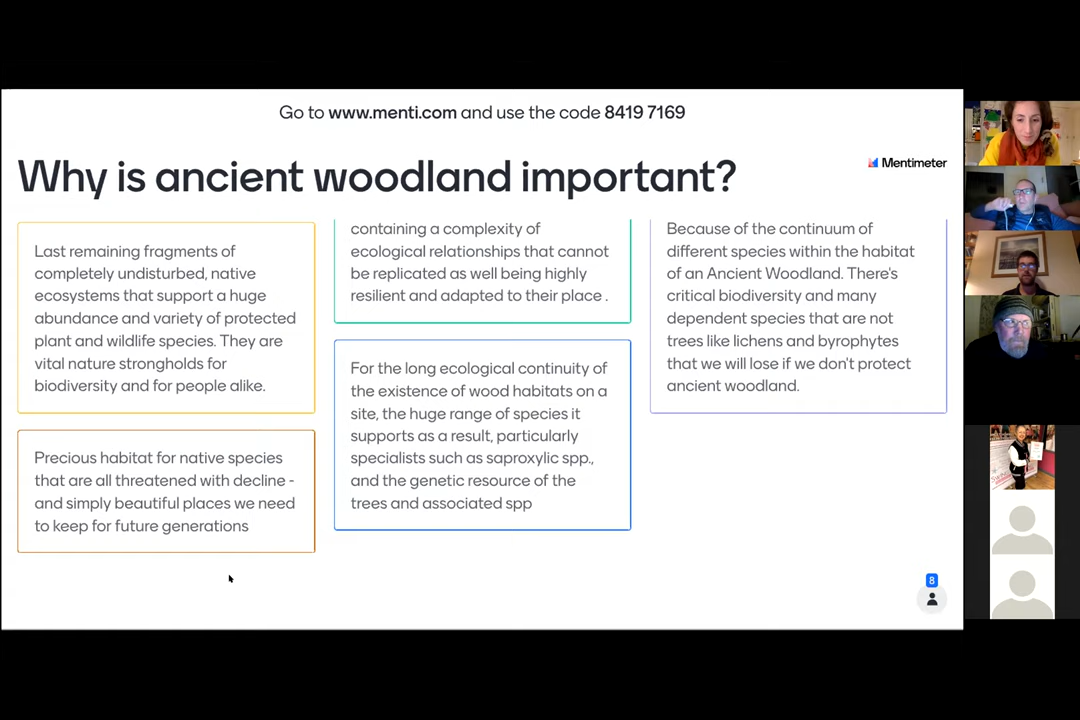 Go to www.menti.com and use the code 8419 7169
Why is ancient woodland important?
Mentimeter
Last remaining fragments of
completely undisturbed, native
ecosystems that support a huge
abundance and variety of protected
plant and wildlife species. They are
vital nature strongholds for
biodiversity and for people alike.
Precious habitat for native species
that are all threatened with decline -
and simply beautiful places we need
to keep for future generations
containing a complexity of
ecological relationships that cannot
be replicated as well being highly
resilient and adapted to their place .
For the long ecological continuity of
the existence of wood habitats on a
site, the huge range of species it
supports as a result, particularly
specialists such as saproxylic spp.,
and the genetic resource of the
trees and associated spp
Because of the continuum of
different species within the habitat
of an Ancient Woodland. There's
critical biodiversity and many
dependent species that are not
trees like lichens and byrophytes
that we will lose if we don't protect
ancient woodland.
8